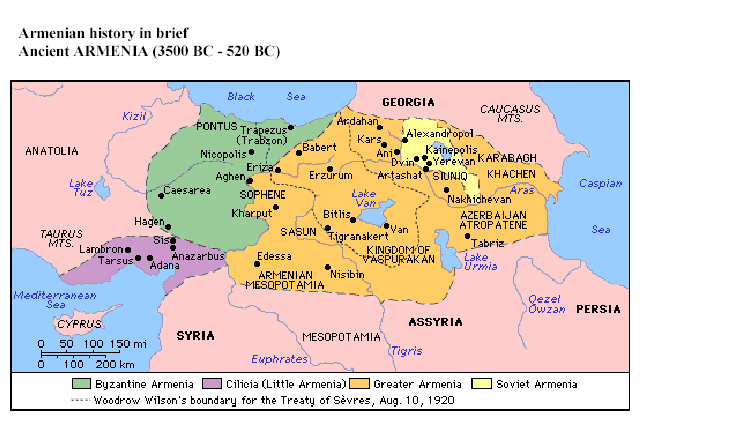 Armenian history in brief
Ancient ARMENIA (3500 BC - 520 BC)
Black Sea
GEORGIA
CAUCASUS
MTS.
Kizil
PONTUS
Trapezus
(Trabzon)
Ardahan
Alexandropol
Kars
Kainepolis
ANATOLIA
Nicopolis
Babert
Ani
Dvin
Yerevan
KARABAGH
Eriza
Erzurum
Artashat
SIUNIQ
KHACHEN
Lake
Tuz
Aghen
Caesarea
SOPHENE
Lake
Van
Aras
Caspian
Sea
Nakhidchevan
Kharput
Bitlis
Van
AZERBAIJAN
ATROPATENE
Hagen
SASUN
Tigranakert
Tabriz
TAURUS
MTS.
Sis
Lambron
Anazarbus
KINGDOM OF
VASPURAKAN
Lake
Urmia
Tarsus
Adana
Edessa
Nisibin
ARMENIAN
MESOPOTAMIA
Mediterranean
Sea
Qezel
Owzan
PERSIA
CYPRUS
SYRIA
MESOPOTAMIA
ASSYRIA
0 50 100 150 mi
0 100 200 km
Euphrates
Tigris
Byzantine Armenia
Cilicia (Little Armenia)
Greater Armenia
Soviet Armenia
Woodrow Wilson's boundary for the Treaty of Sèvres, Aug. 10, 1920